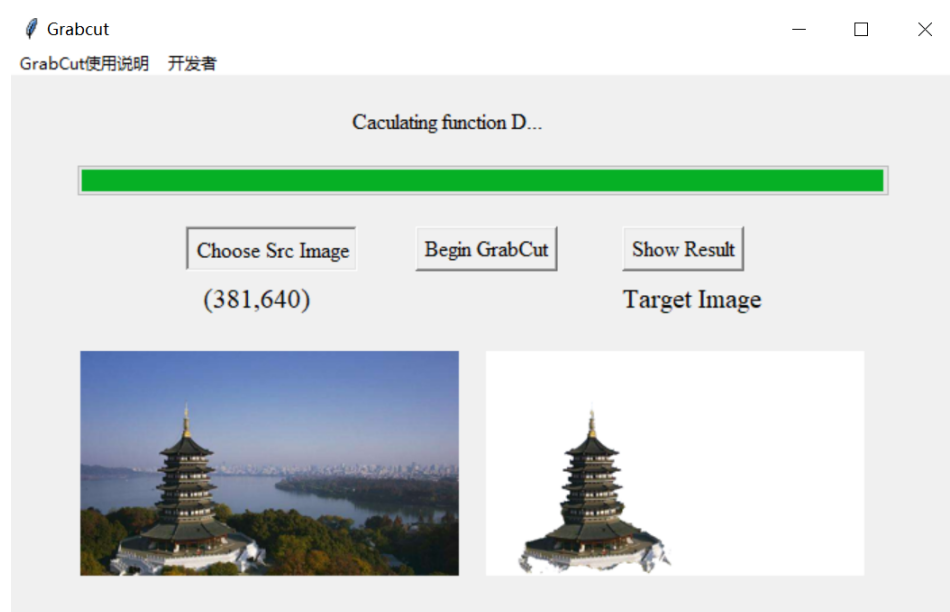 Grabcut
GrabCut使用说明 开发者
Caculating function D...
Choose Src Image Begin GrabCut Show Result
(381,640) Target Image